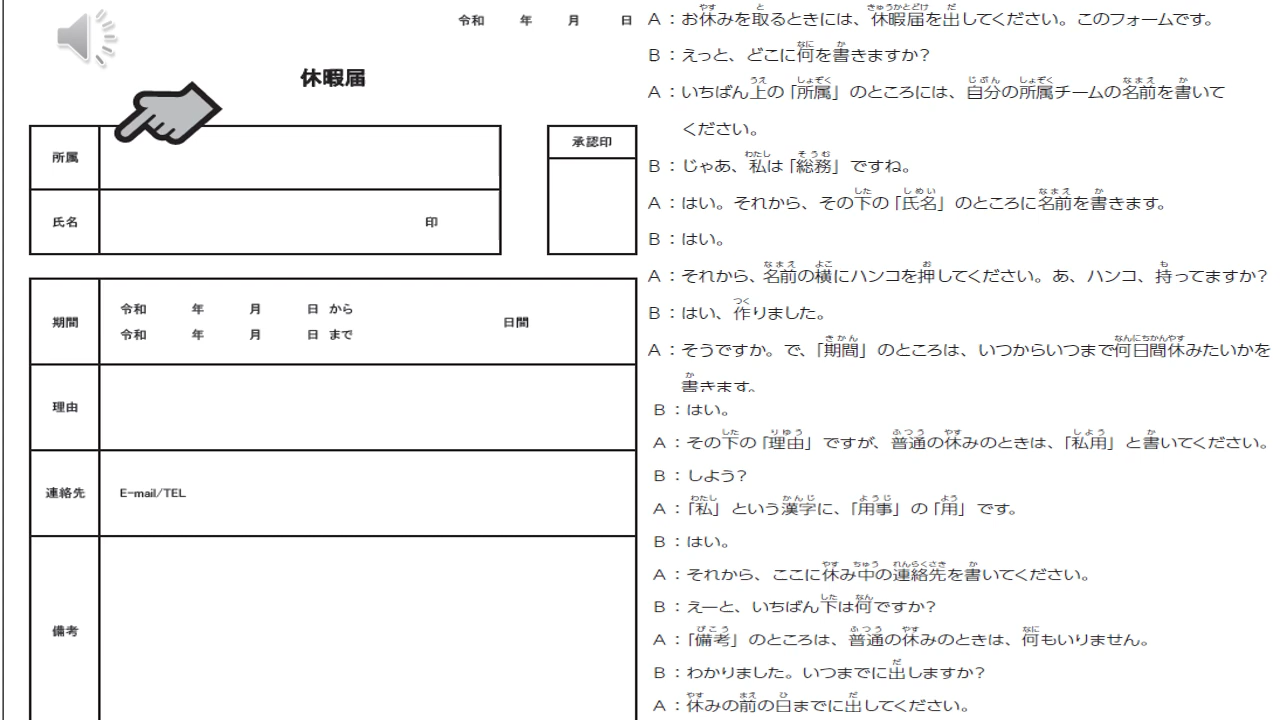 令和　　年　　月　　日
休暇届
所属
氏名　　印
承認印
期間
令和　　年　　月　　日 から
令和　　年　　月　　日 まで
日間
理由
連絡先
E-mail/TEL
備考
A：お休みを取るときには、休暇届を出してください。このフォームです。
B：えっと、どこに何を書きますか？
A：いちばん上の「所属」のところには、自分の所属チームの名前を書いて
ください。
B：じゃあ、私は「総務」ですね。
A：はい。それから、その下の「氏名」のところに名前を書きます。
B：はい。
A：それから、名前の横にハンコを押してください。あ、ハンコ、持ってますか？
B：はい、作りました。
A：そうですか。で、「期間」のところは、いつからいつまで何日間休みたいかを
書きます。
B：はい。
A：その下の「理由」ですが、普通の休みのときは、「私用」と書いてください。
B：しよう？
A：「私」という漢字に、「用事」の「用」です。
B：はい。
A：それから、ここに休み中の連絡先を書いてください。
B：えーと、いちばん下は何ですか？
A：「備考」のところは、普通の休みのときは、何もいりません。
B：わかりました。いつまでに出しますか？
A：休みの前の日までに出してください。